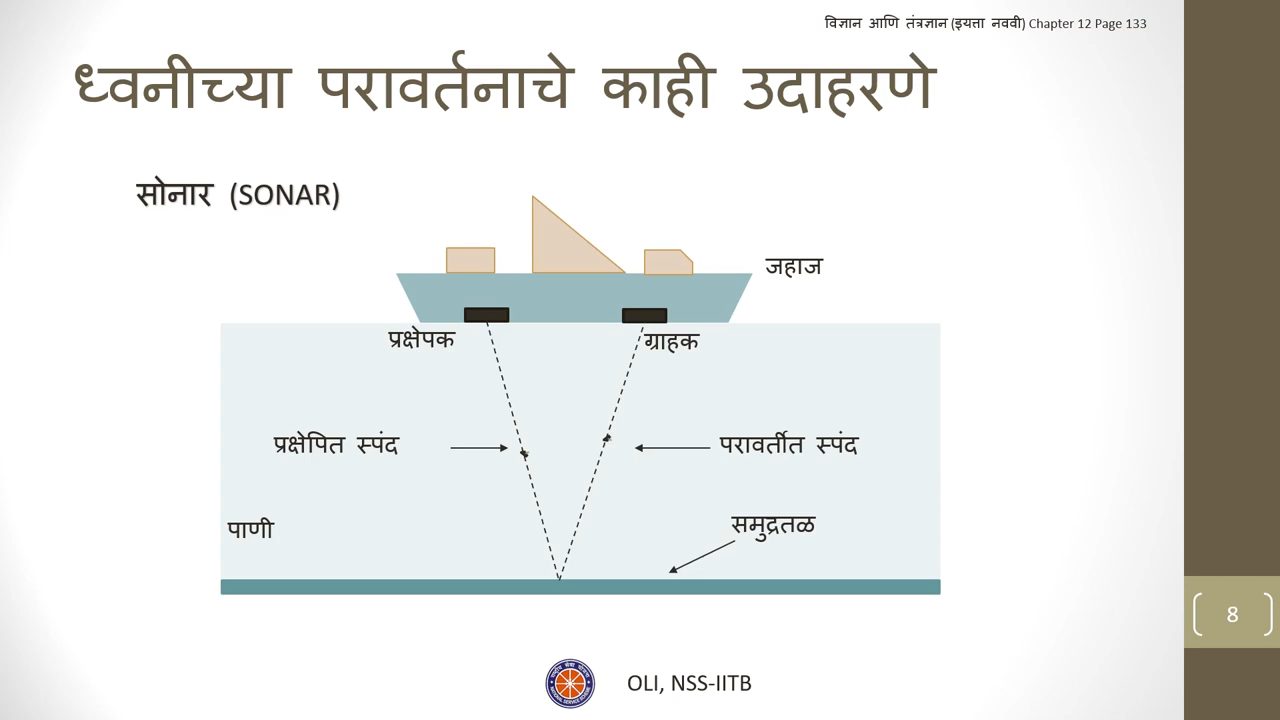 विज्ञान आणि तंत्रज्ञान (इयत्ता नववी) Chapter 12 Page 133
ध्वनीच्या परावर्तनाचे काही उदाहरणे
सोनार (SONAR)
जहाज
प्रक्षेपक
ग्राहक
प्रक्षेपित स्पंद
परावर्तीत स्पंद
पाणी
समुद्रतळ
8
OLI, NSS-IITB